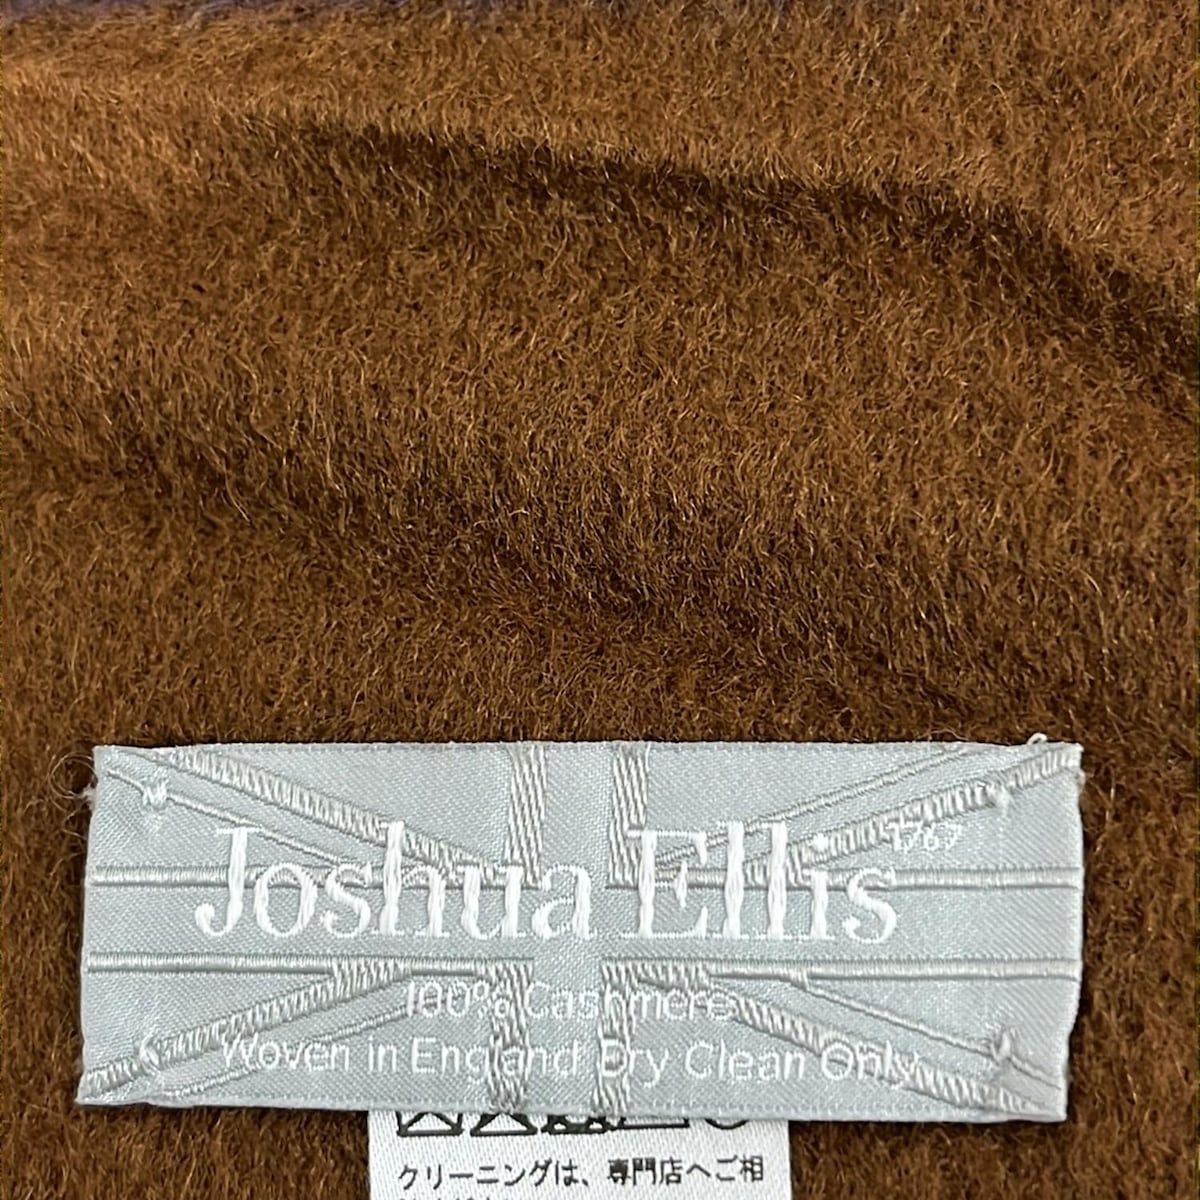 Joshua Ellis 1767
100% Cashmere
Woven in England Dry Clean Only
クリーニングは、専門店へご相